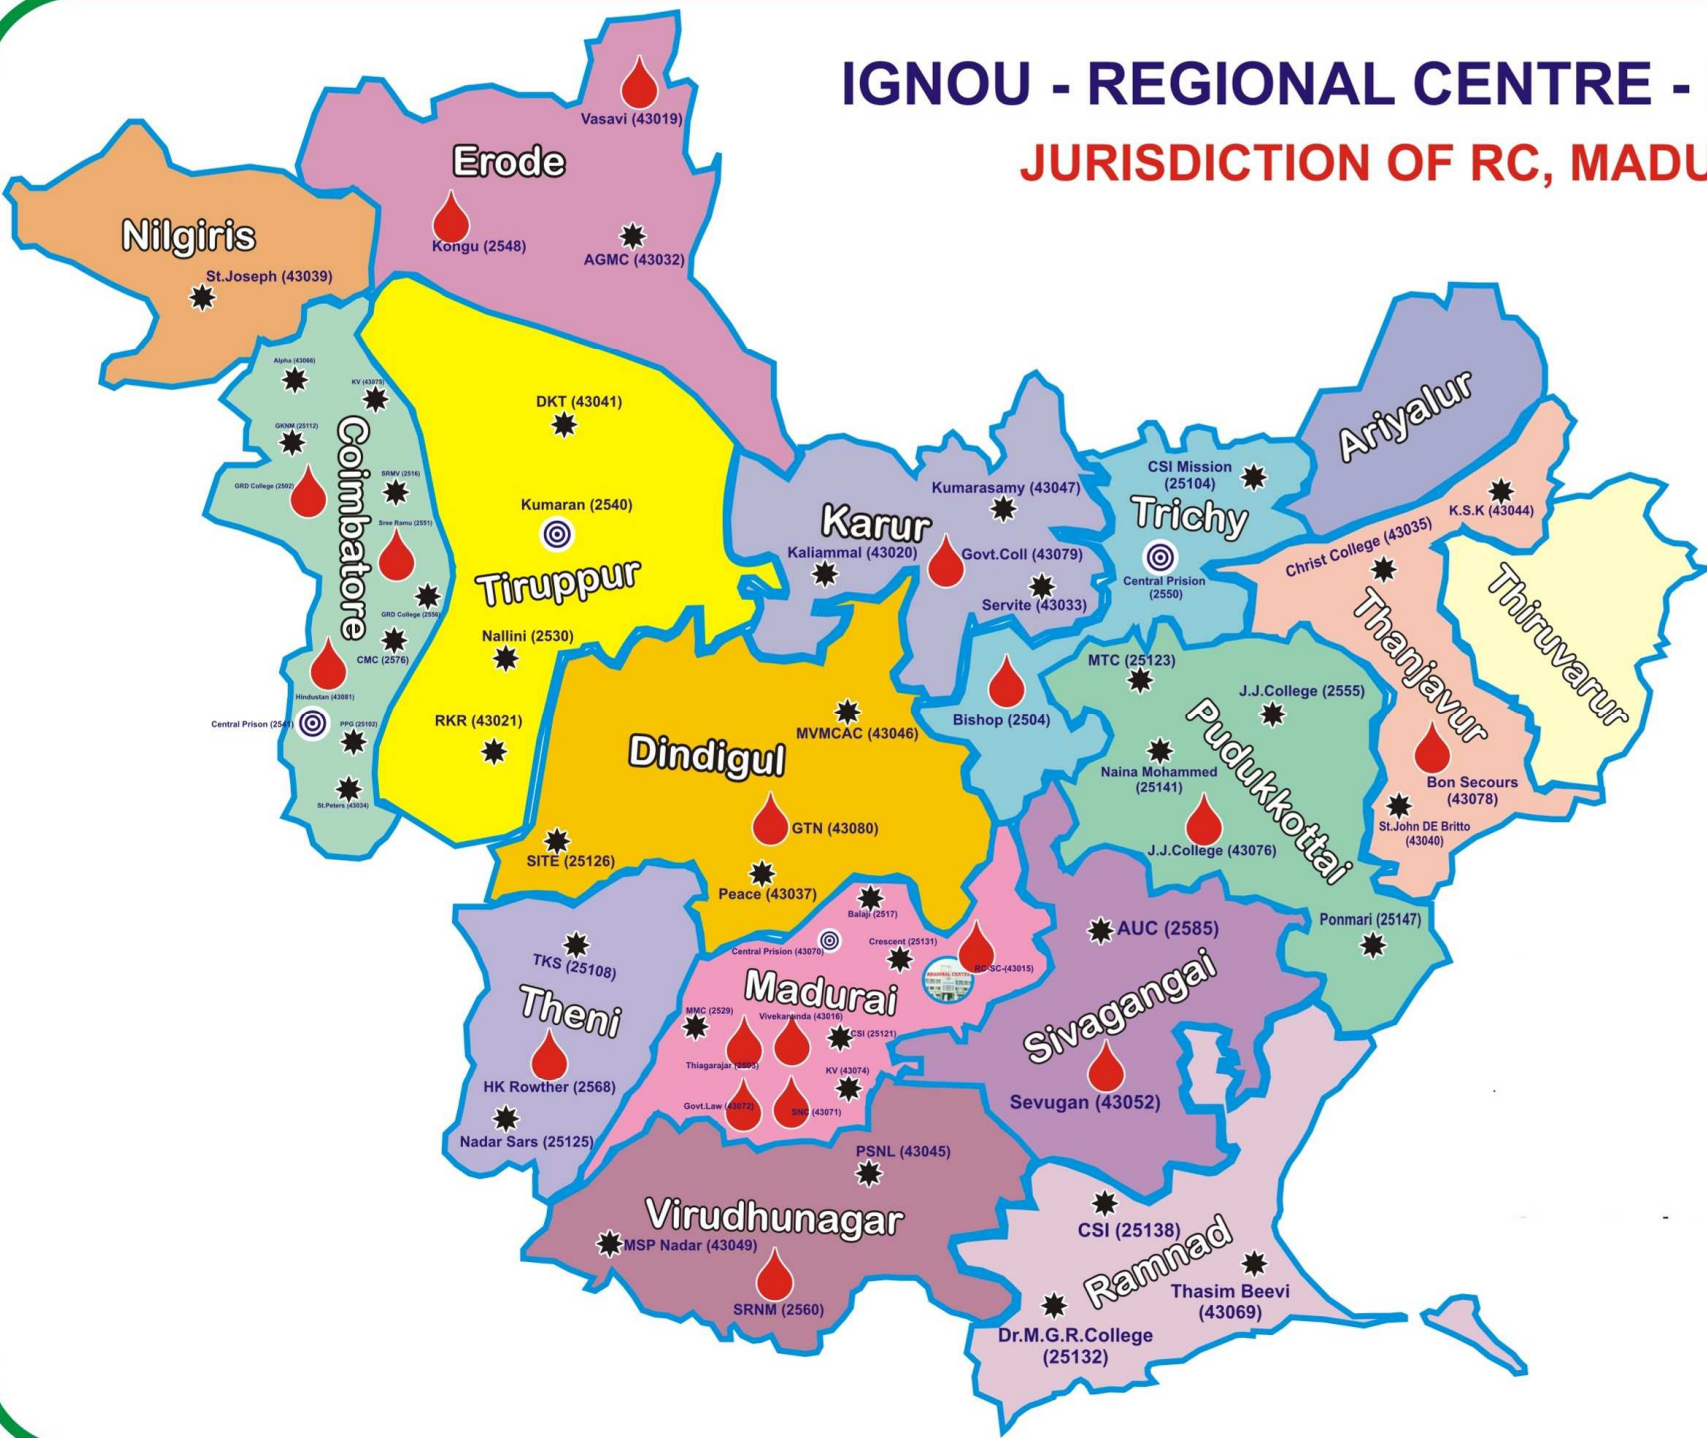 IGNOU - REGIONAL CENTRE -
JURISDICTION OF RC, MADU
Vasavi (43019)
Erode
Kongu (2548)
AGMC (43032)
Nilgiris
St.Joseph (43039)
Alpha (43066)
KV (43075)
GKNM (25112)
Coimbatore
SRMV (2516)
GRD College (2502)
Sree Ramu (2551)
GRD College (2556)
CMC (2576)
Hindustan (43081)
Central Prison (2541)
PPG (25102)
St.Peters (43034)
DKT (43041)
Kumaran (2540)
Tiruppur
Nallini (2530)
RKR (43021)
Karur
Kumarasamy (43047)
Kaliammal (43020)
Govt.Coll (43079)
Servite (43033)
CSI Mission
(25104)
Trichy
Central Prision
(2550)
Bishop (2504)
Ariyalur
K.S.K (43044)
Christ College (43035)
Thanjavur
Bon Secours
(43078)
St.John DE Britto
(43040)
Thiruvarur
MTC (25123)
J.J.College (2555)
Pudukkottai
Naina Mohammed
(25141)
J.J.College (43076)
Ponmari (25147)
Dindigul
MVMCAC (43046)
GTN (43080)
SITE (25126)
Peace (43037)
TKS (25108)
Theni
HK Rowther (2568)
Nadar Sars (25125)
Balaji (2517)
Central Prision (43070)
Crescent (25131)
REGIONAL CENTRE
RC-SC-(43015)
Madurai
MMC (2529)
Vivekananda (43016)
CSI (25121)
Thiagarajar (2503)
KV (43074)
Govt.Law (43072)
SNC (43071)
AUC (2585)
Sivagangai
Sevugan (43052)
PSNL (43045)
Virudhunagar
MSP Nadar (43049)
SRNM (2560)
CSI (25138)
Ramnad
Thasim Beevi
(43069)
Dr.M.G.R.College
(25132)